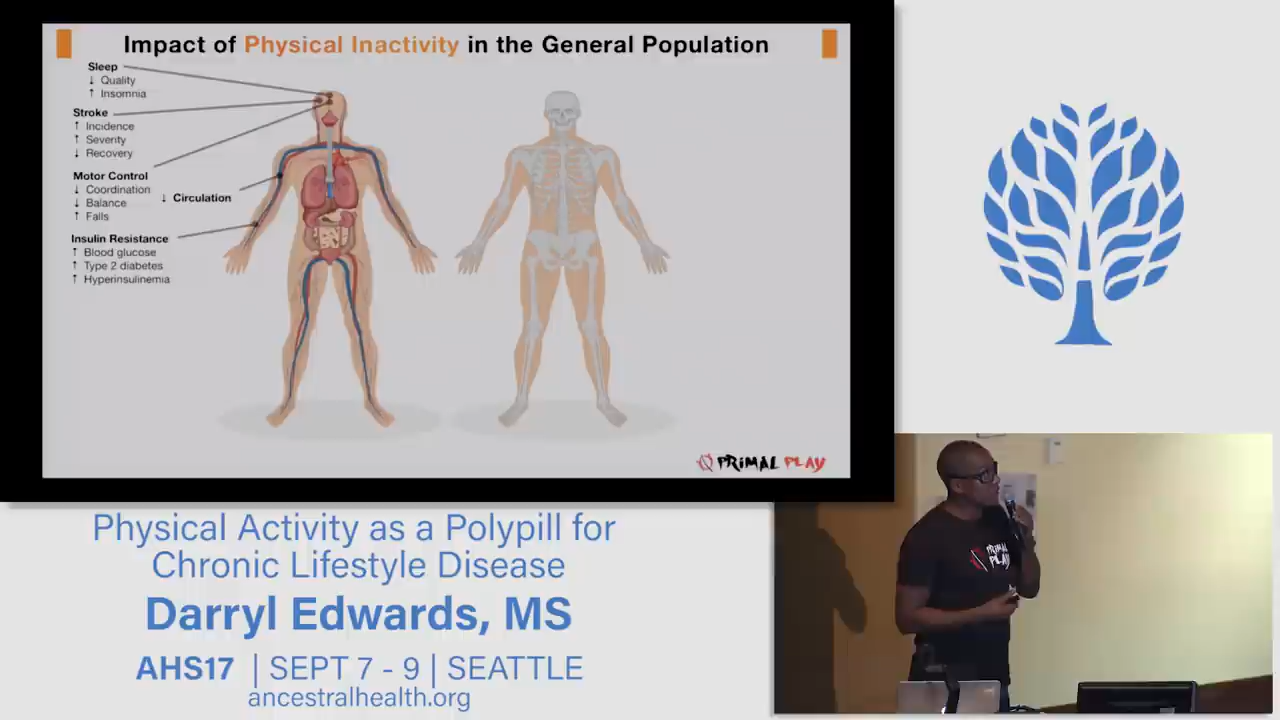 Impact of Physical Inactivity in the General Population
Sleep
↓ Quality
↑ Insomnia
Stroke
↑ Incidence
↑ Severity
↓ Recovery
Motor Control
↓ Coordination
↓ Balance
↑ Falls
↓ Circulation
Insulin Resistance
↑ Blood glucose
↑ Type 2 diabetes
↑ Hyperinsulinemia
PRIMAL PLAY
PRIMAL
PLAY
Physical Activity as a Polypill for
Chronic Lifestyle Disease
Darryl Edwards, MS
AHS17 | SEPT 7 - 9 | SEATTLE
ancestralhealth.org